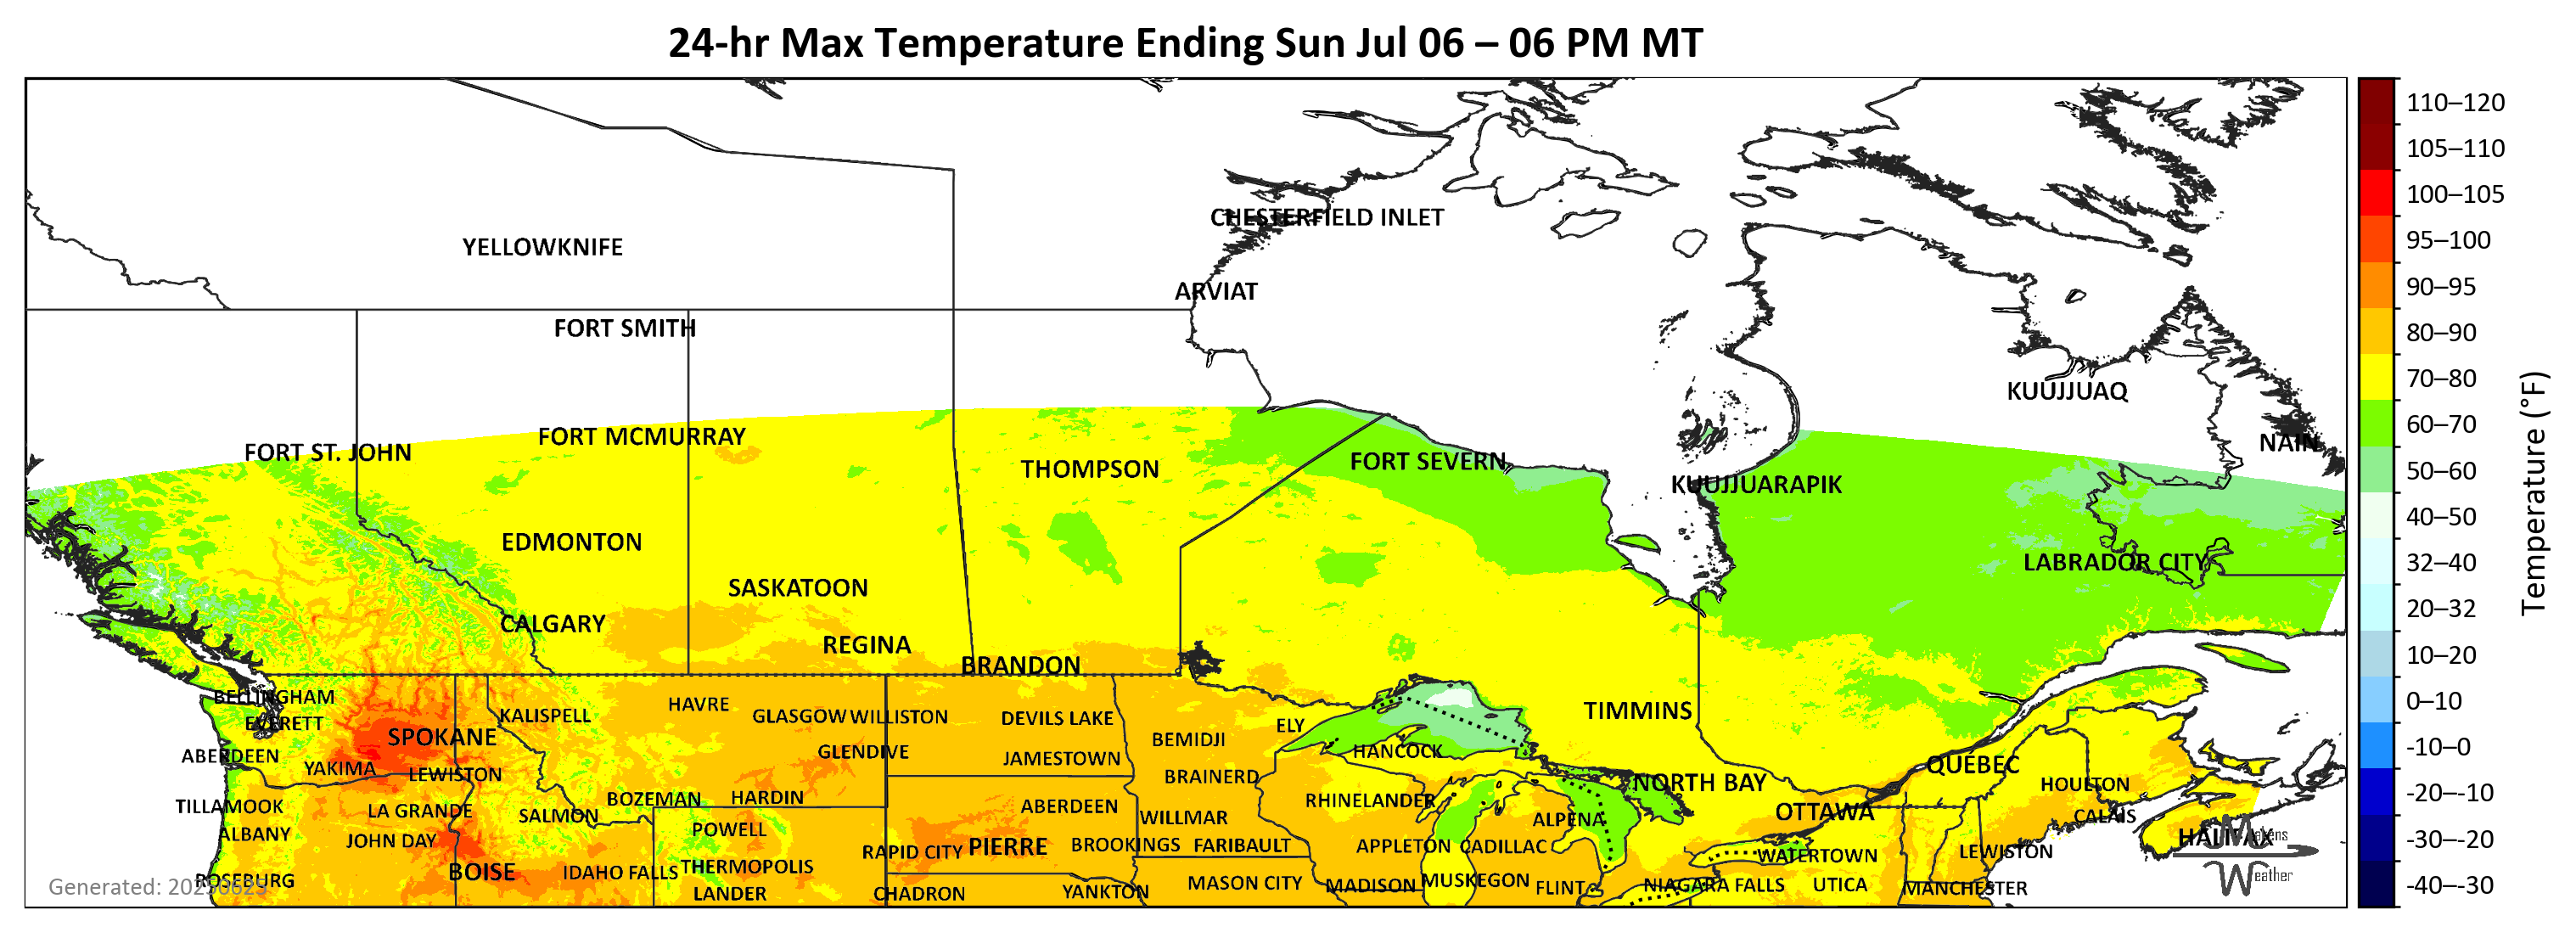 24-hr Max Temperature Ending Sun Jul 06 – 06 PM MT
YELLOWKNIFE
CHESTERFIELD INLET
ARVIAT
FORT SMITH
KUUJJUAQ
NAIN
FORT ST. JOHN
FORT MCMURRAY
THOMPSON
FORT SEVERN
KUUJJUARAPIK
EDMONTON
LABRADOR CITY
SASKATOON
CALGARY
REGINA
BRANDON
BELLINGHAM
EVERETT
KALISPELL
HAVRE
GLASGOW
WILLISTON
DEVILS LAKE
TIMMINS
ELY
SPOKANE
ABERDEEN
GLENDIVE
JAMESTOWN
BEMIDJI
HANCOCK
YAKIMA
LEWISTON
BRAINERD
NORTH BAY
QUEBEC
HOULTON
TILLAMOOK
LA GRANDE
SALMON
BOZEMAN
HARDIN
ABERDEEN
WILLMAR
RHINELANDER
ALPENA
OTTAWA
CALAIS
ALBANY
JOHN DAY
POWELL
RAPID CITY
PIERRE
BROOKINGS
FARIBAULT
APPLETON
CADILLAC
WATERTOWN
LEWISTON
HALIFAX
Makens
Weather
ROSEBURG
BOISE
IDAHO FALLS
THERMOPOLIS
LANDER
CHADRON
YANKTON
MASON CITY
MADISON
MUSKEGON
FLINT
NIAGARA FALLS
UTICA
MANCHESTER
Generated: 20250625
110–120
105–110
100–105
95–100
90–95
80–90
70–80
60–70
50–60
40–50
32–40
20–32
10–20
0–10
-10–0
-20–-10
-30–-20
-40–-30
Temperature (°F)